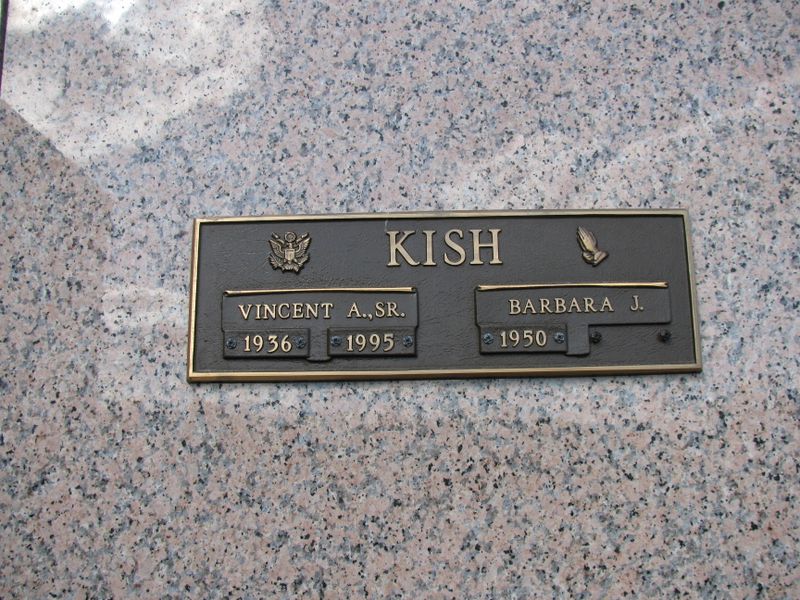 KISH
VINCENT A., SR.
1936 1995
BARBARA J.
1950